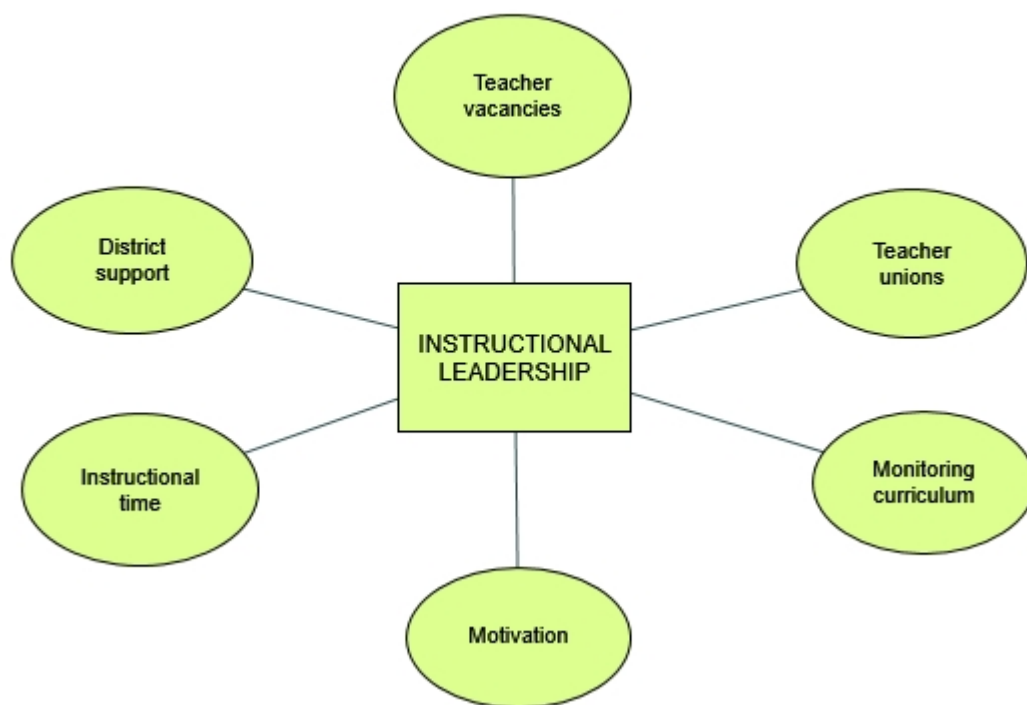 Teacher
vacancies
District
support
Teacher
unions
INSTRUCTIONAL
LEADERSHIP
Instructional
time
Monitoring
curriculum
Motivation